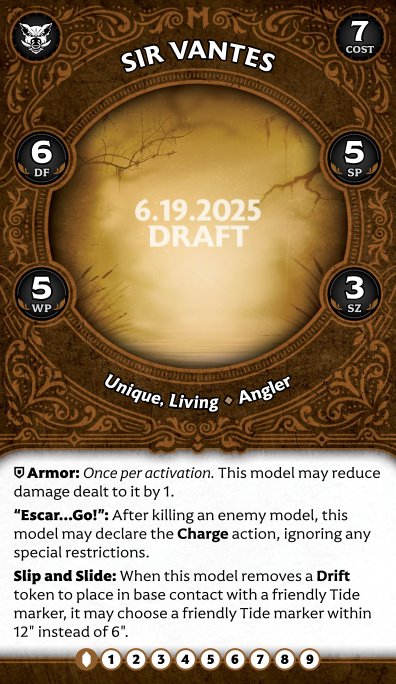 M
SIR VANTES
7
COST
6
DF
5
SP
6.19.2025
DRAFT
5
WP
3
SZ
Unique, Living ◆ Angler
Armor: Once per activation. This model may reduce
damage dealt to it by 1.
“Escar...Go!”: After killing an enemy model, this
model may declare the Charge action, ignoring any
special restrictions.
Slip and Slide: When this model removes a Drift
token to place in base contact with a friendly Tide
marker, it may choose a friendly Tide marker within
12" instead of 6".
1 2 3 4 5 6 7 8 9